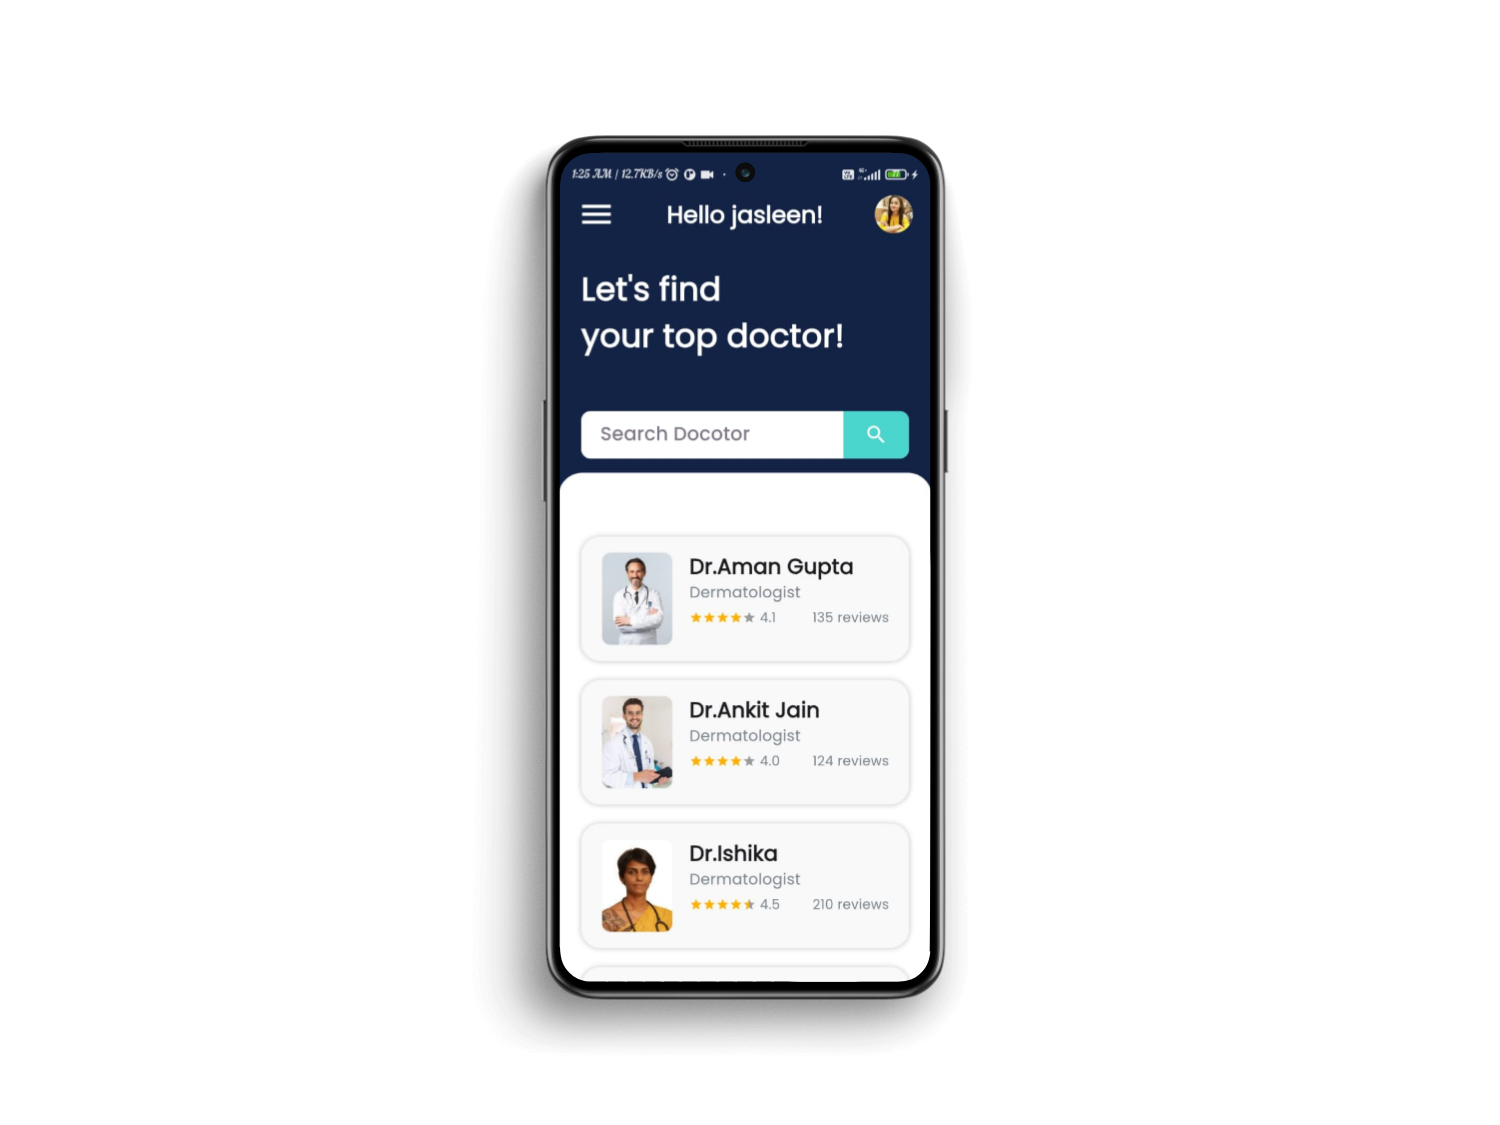 1:25 AM | 12.7KB/s
Hello jasleen!
Let's find
your top doctor!
Search Docotor
Dr.Aman Gupta
Dermatologist
4.1 135 reviews
Dr.Ankit Jain
Dermatologist
4.0 124 reviews
Dr.Ishika
Dermatologist
4.5 210 reviews